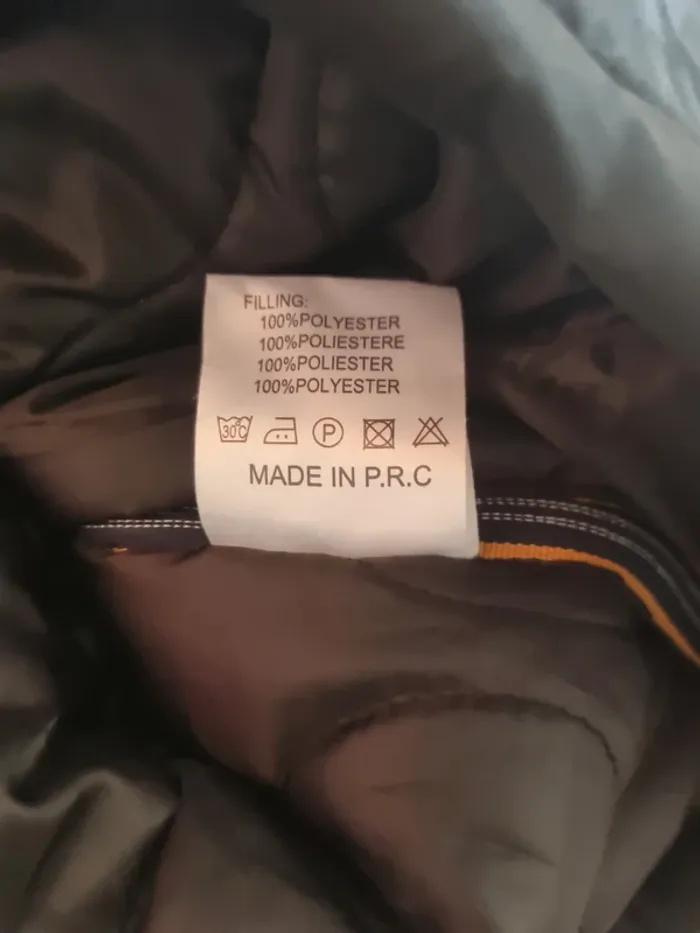 FILLING:
100%POLYESTER
100%POLIESTERE
100%POLIESTER
100%POLYESTER
30℃ P
MADE IN P.R.C